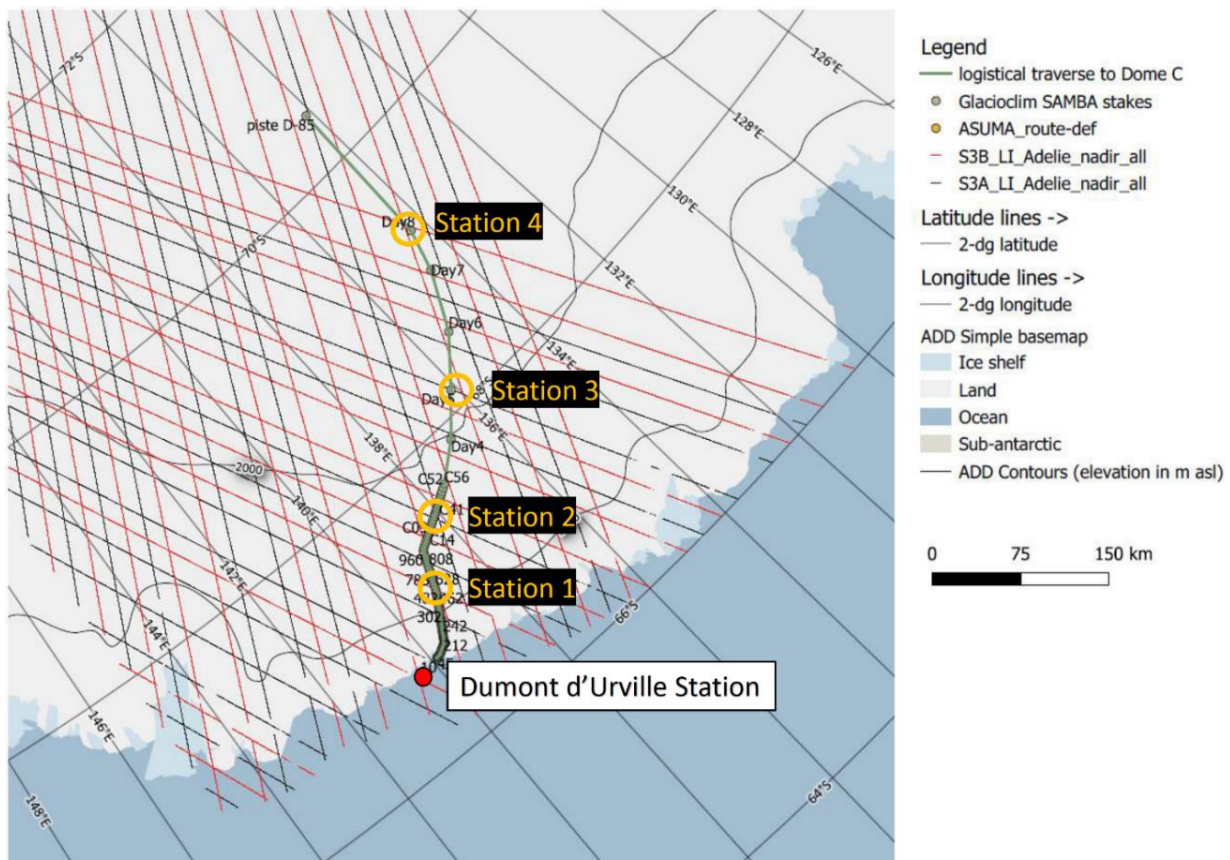 72°S
126°E
128°E
piste D-85
130°E
Day8
Station 4
70°S
Day7
132°E
Day6
134°E
Day5
Station 3
136°E
138°E
Day4
2000
C52
C56
140°E
41
Station 2
C14
966
808
142°E
Station 1
302
242
144°E
212
66°S
Dumont d’Urville Station
146°E
148°E
64°S
Legend
logistical traverse to Dome C
Glacioclim SAMBA stakes
ASUMA_route-def
S3B_LI_Adelie_nadir_all
S3A_LI_Adelie_nadir_all
Latitude lines ->
2-dg latitude
Longitude lines ->
2-dg longitude
ADD Simple basemap
Ice shelf
Land
Ocean
Sub-antarctic
ADD Contours (elevation in m asl)
0 75 150 km